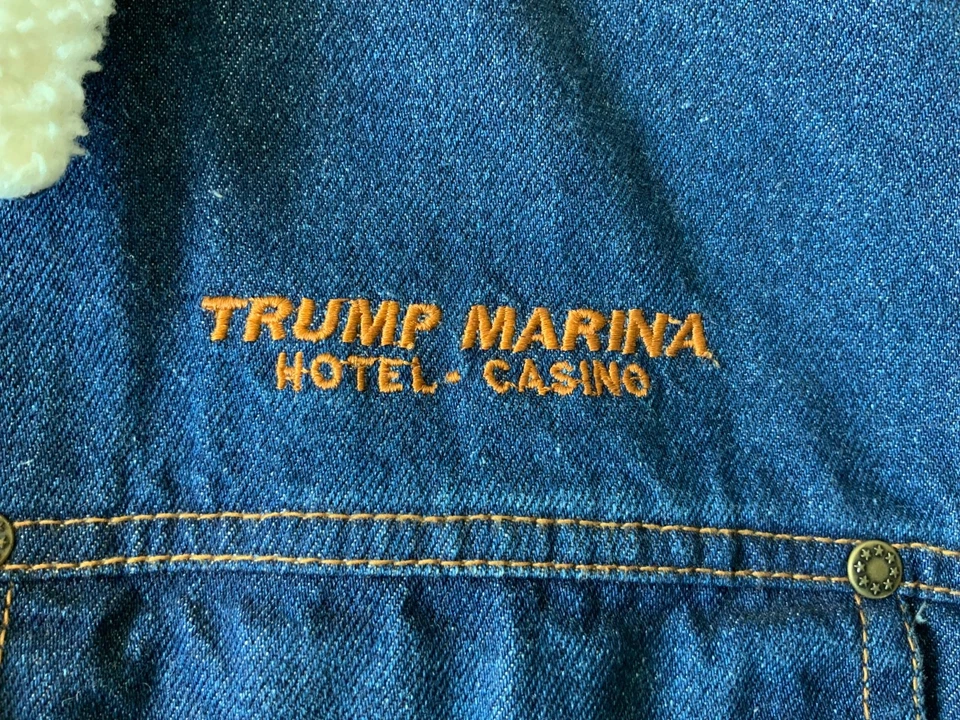 TRUMP MARINA
HOTEL - CASINO